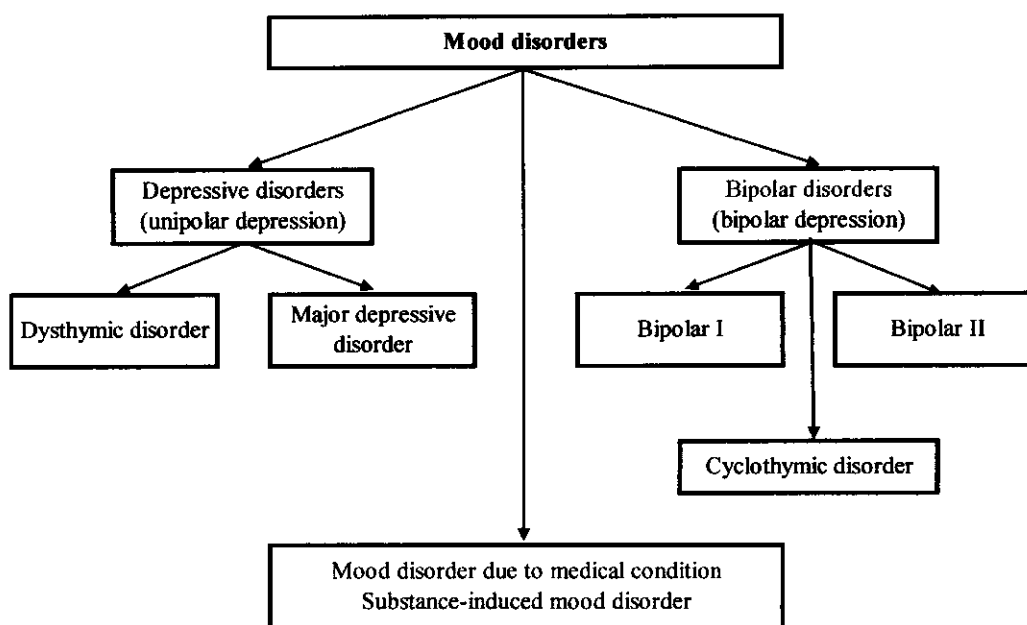 Mood disorders
Depressive disorders
(unipolar depression)
Bipolar disorders
(bipolar depression)
Dysthymic disorder
Major depressive
disorder
Bipolar I
Bipolar II
Cyclothymic disorder
Mood disorder due to medical condition
Substance-induced mood disorder